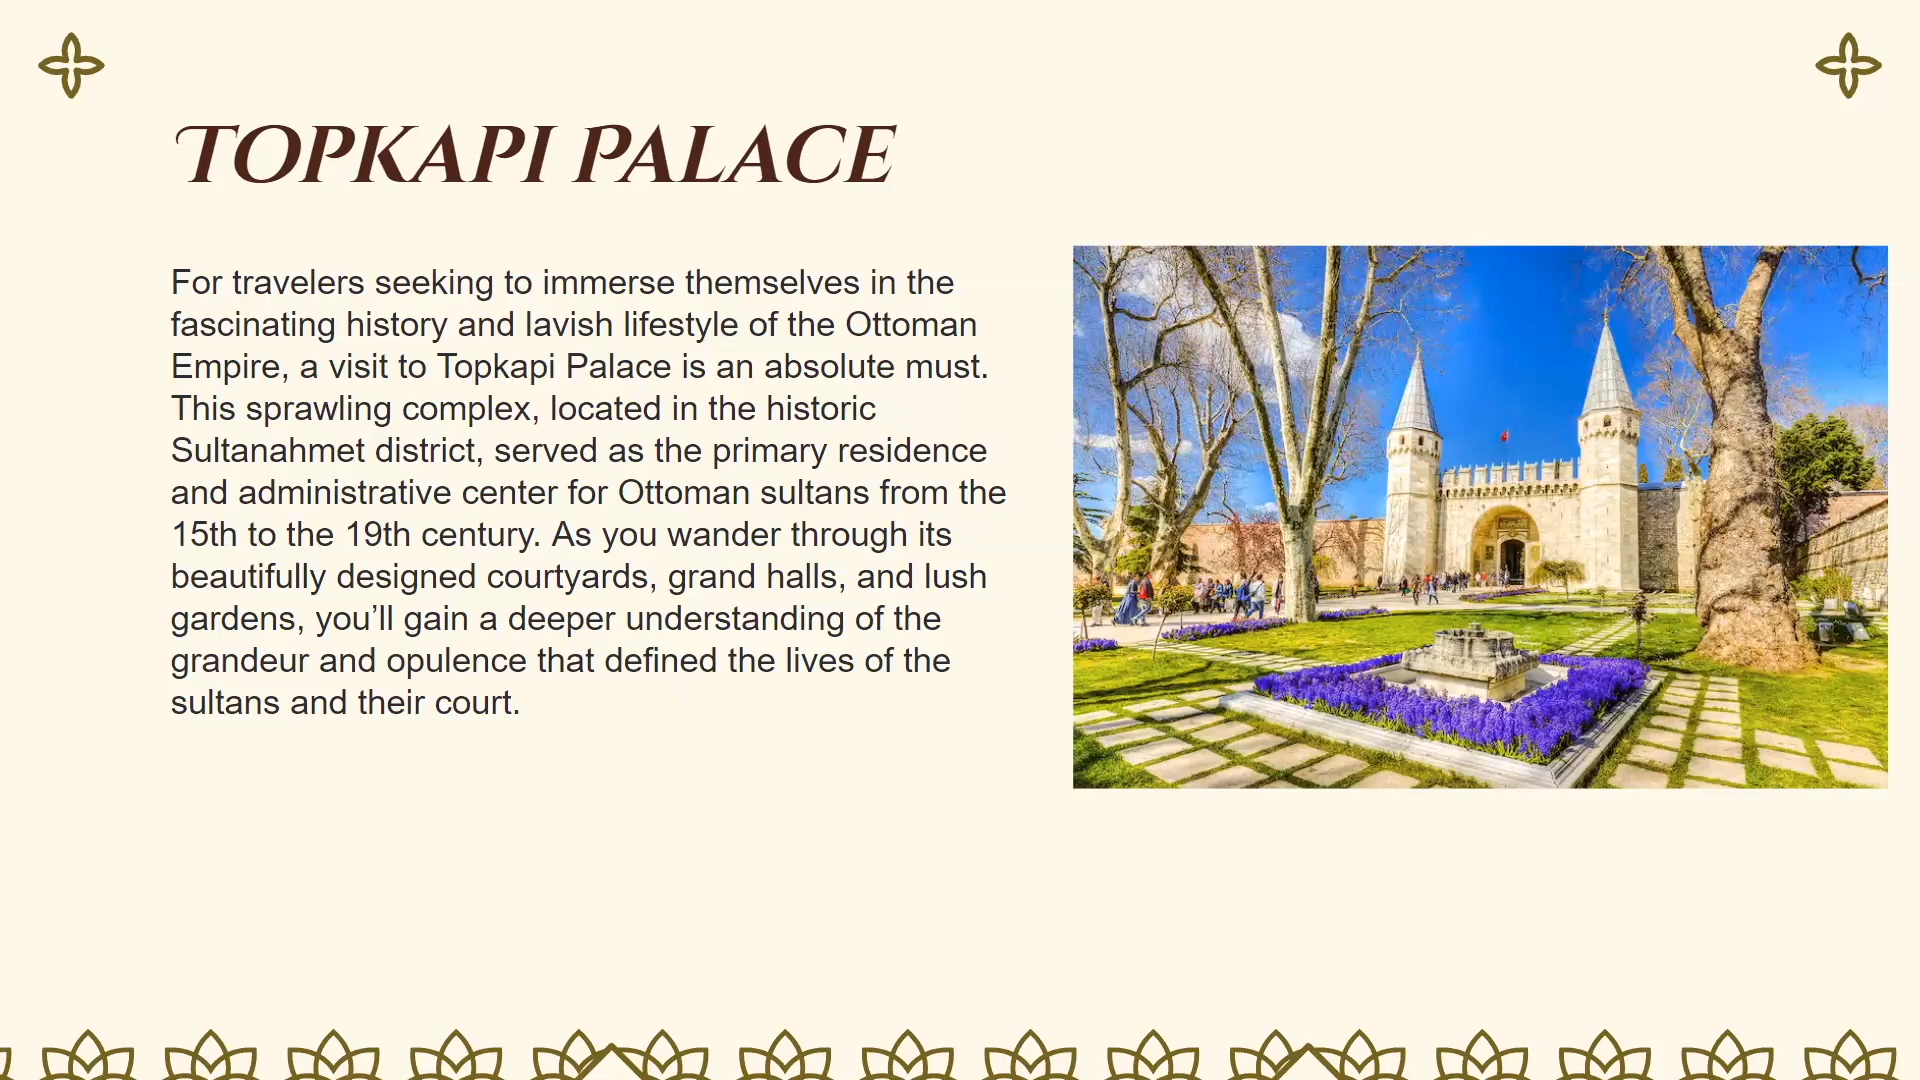 TOPKAPI PALACE
For travelers seeking to immerse themselves in the
fascinating history and lavish lifestyle of the Ottoman
Empire, a visit to Topkapi Palace is an absolute must.
This sprawling complex, located in the historic
Sultanahmet district, served as the primary residence
and administrative center for Ottoman sultans from the
15th to the 19th century. As you wander through its
beautifully designed courtyards, grand halls, and lush
gardens, you’ll gain a deeper understanding of the
grandeur and opulence that defined the lives of the
sultans and their court.